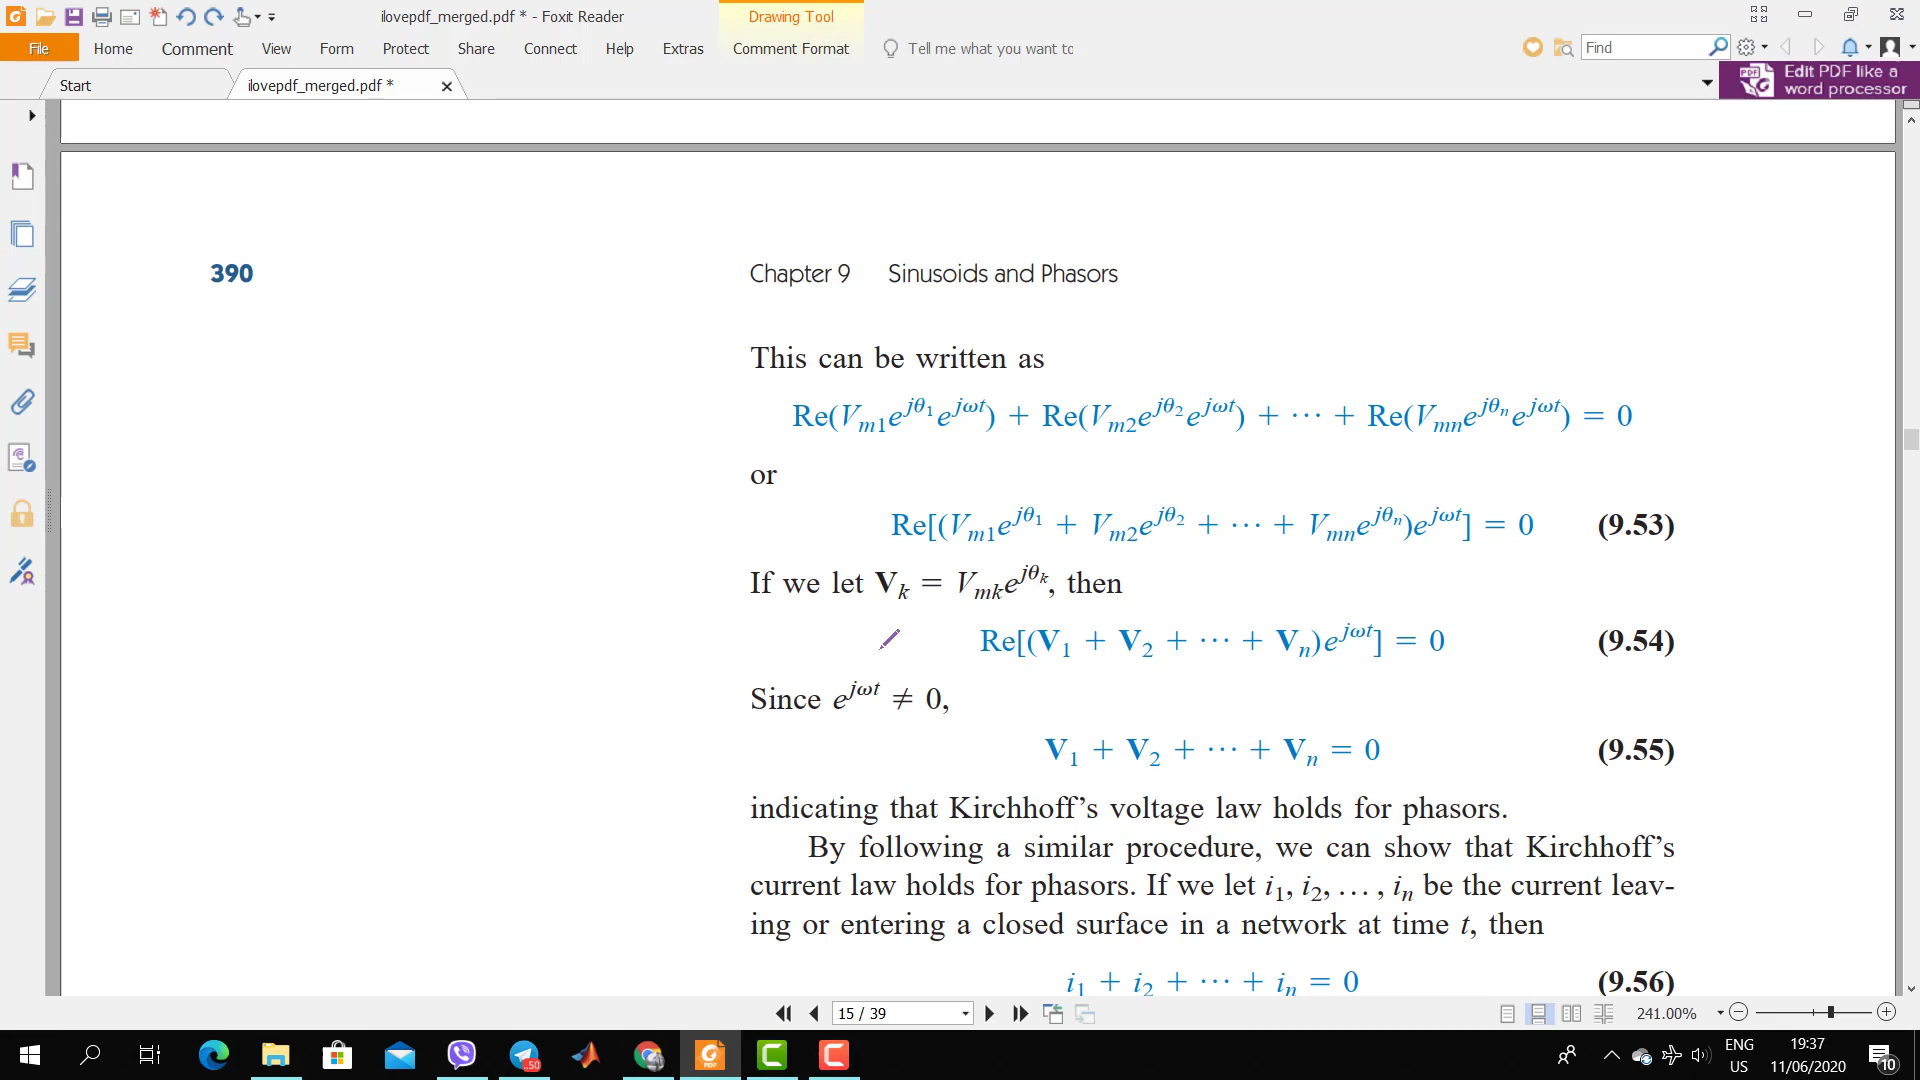 ilovepdf_merged.pdf * - Foxit Reader
Drawing Tool
File Home Comment View Form Protect Share Connect Help Extras Comment Format Tell me what you want to Find
Start ilovepdf_merged.pdf *
Edit PDF like a
word processor
390 Chapter 9 Sinusoids and Phasors
This can be written as
Re(V_{m1}e^{jθ_1}e^{jωt}) + Re(V_{m2}e^{jθ_2}e^{jωt}) + ⋯ + Re(V_{mn}e^{jθ_n}e^{jωt}) = 0
or
Re[(V_{m1}e^{jθ_1} + V_{m2}e^{jθ_2} + ⋯ + V_{mn}e^{jθ_n})e^{jωt}] = 0 (9.53)
If we let V_k = V_{mk}e^{jθ_k}, then
Re[(V_1 + V_2 + ⋯ + V_n)e^{jωt}] = 0 (9.54)
Since e^{jωt} ≠ 0,
V_1 + V_2 + ⋯ + V_n = 0 (9.55)
indicating that Kirchhoff's voltage law holds for phasors.
By following a similar procedure, we can show that Kirchhoff's
current law holds for phasors. If we let i_1, i_2, …, i_n be the current leav-
ing or entering a closed surface in a network at time t, then
i_1 + i_2 + ⋯ + i_n = 0 (9.56)
15 / 39 241.00%
ENG
US
19:37
11/06/2020
10
50